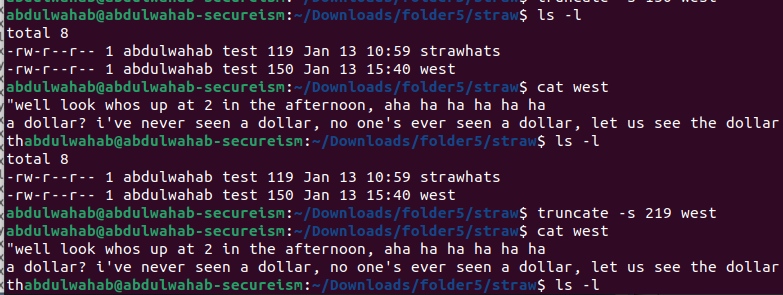 truncate -s 150 west
abdulwahab@abdulwahab-secureism:~/Downloads/folder5/straw$ ls -l
total 8
-rw-r--r-- 1 abdulwahab test 119 Jan 13 10:59 strawhats
-rw-r--r-- 1 abdulwahab test 150 Jan 13 15:40 west
abdulwahab@abdulwahab-secureism:~/Downloads/folder5/straw$ cat west
"well look whos up at 2 in the afternoon, aha ha ha ha ha ha
a dollar? i've never seen a dollar, no one's ever seen a dollar, let us see the dollar
thabdulwahab@abdulwahab-secureism:~/Downloads/folder5/straw$ ls -l
total 8
-rw-r--r-- 1 abdulwahab test 119 Jan 13 10:59 strawhats
-rw-r--r-- 1 abdulwahab test 150 Jan 13 15:40 west
abdulwahab@abdulwahab-secureism:~/Downloads/folder5/straw$ truncate -s 219 west
abdulwahab@abdulwahab-secureism:~/Downloads/folder5/straw$ cat west
"well look whos up at 2 in the afternoon, aha ha ha ha ha ha
a dollar? i've never seen a dollar, no one's ever seen a dollar, let us see the dollar
thabdulwahab@abdulwahab-secureism:~/Downloads/folder5/straw$ ls -l